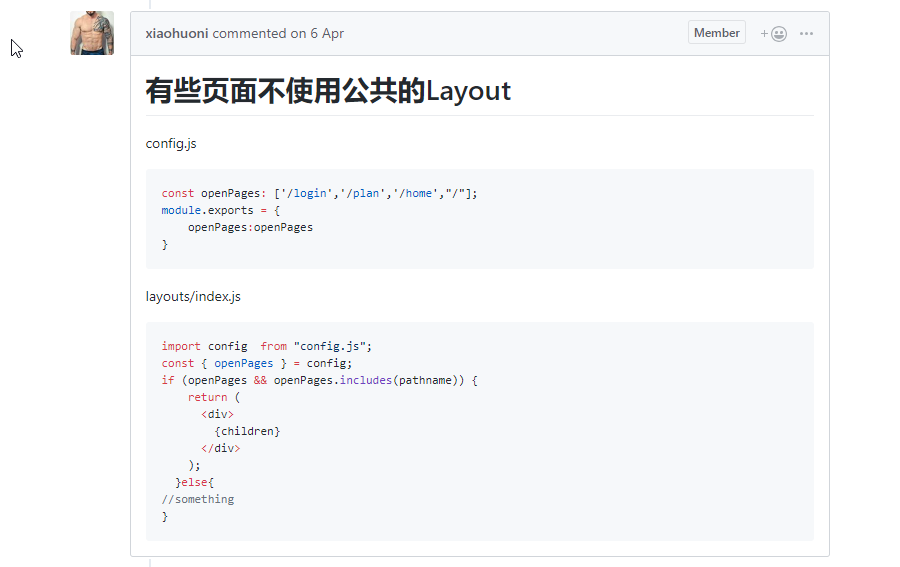 xiaohuoni commented on 6 Apr
Member
有些页面不使用公共的Layout
config.js
const openPages: ['/login','/plan','/home',"/"];
module.exports = {
    openPages:openPages
}
layouts/index.js
import config  from "config.js";
const { openPages } = config;
if (openPages && openPages.includes(pathname)) {
    return (
      <div>
        {children}
      </div>
    );
  }else{
//something
}